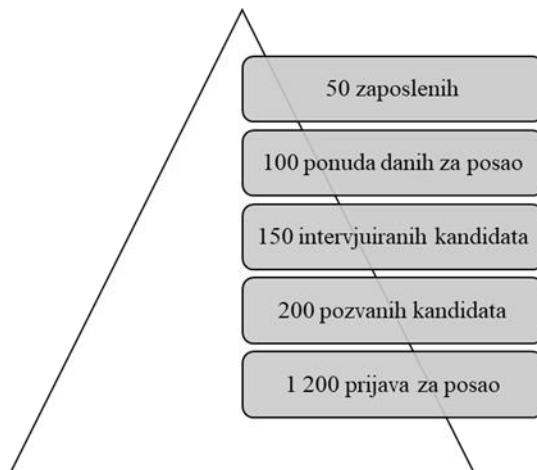 50 zaposlenih
100 ponuda danih za posao
150 intervjuiranih kandidata
200 pozvanih kandidata
1 200 prijava za posao